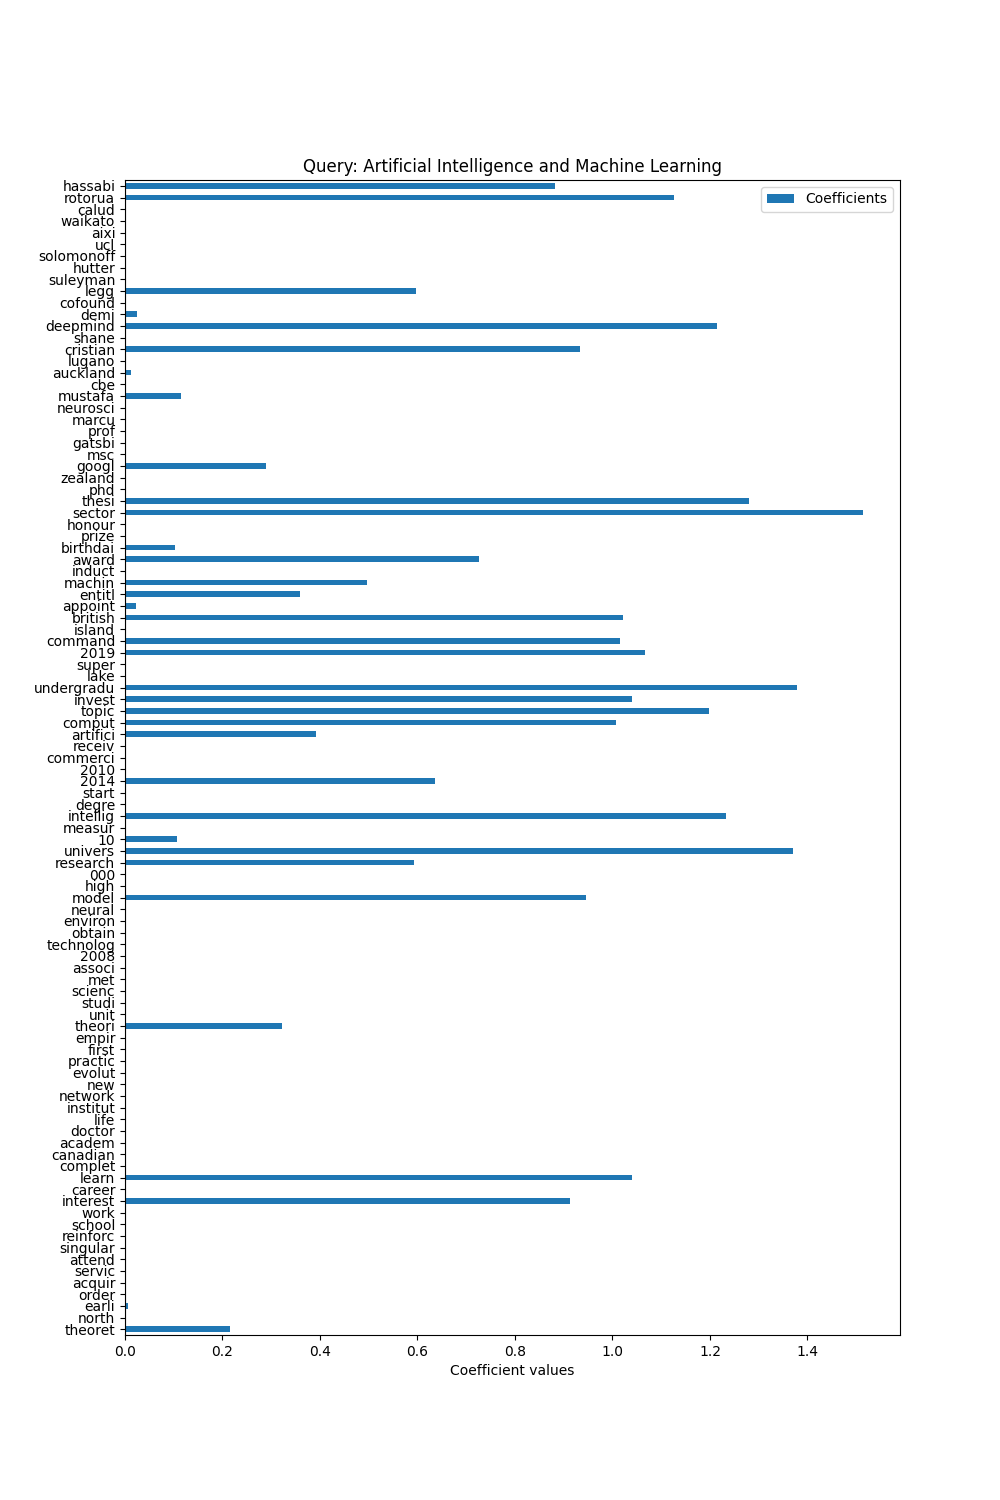 Query: Artificial Intelligence and Machine Learning
hassabi
Coefficients
rotorua
calud
waikato
aixi
ucl
solomonoff
hutter
suleyman
legg
cofound
demi
deepmind
shane
cristian
lugano
auckland
cbe
mustafa
neurosci
marcu
prof
gatsbi
msc
googl
zealand
phd
thesi
sector
honour
prize
birthdai
award
induct
machin
entitl
appoint
british
island
command
2019
super
lake
undergradu
invest
topic
comput
artifici
receiv
commerci
2010
2014
start
degre
intellig
measur
10
univers
research
000
high
model
neural
environ
obtain
technolog
2008
associ
met
scienc
studi
unit
theori
empir
first
practic
evolut
new
network
institut
life
doctor
academ
canadian
complet
learn
career
interest
work
school
reinforc
singular
attend
servic
acquir
order
earli
north
theoret
0.0 0.2 0.4 0.6 0.8 1.0 1.2 1.4
Coefficient values